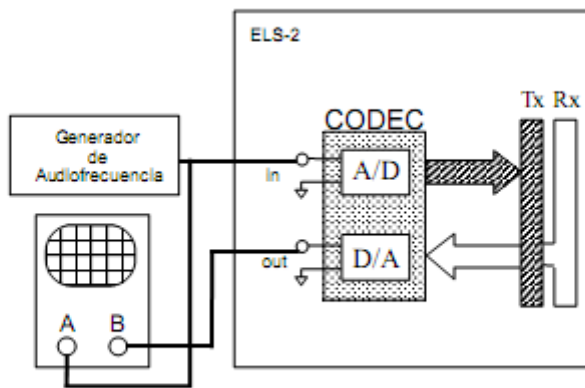 ELS-2
Tx Rx
CODEC
Generador
de
Audiofrecuencia
in
A/D
out
D/A
A B